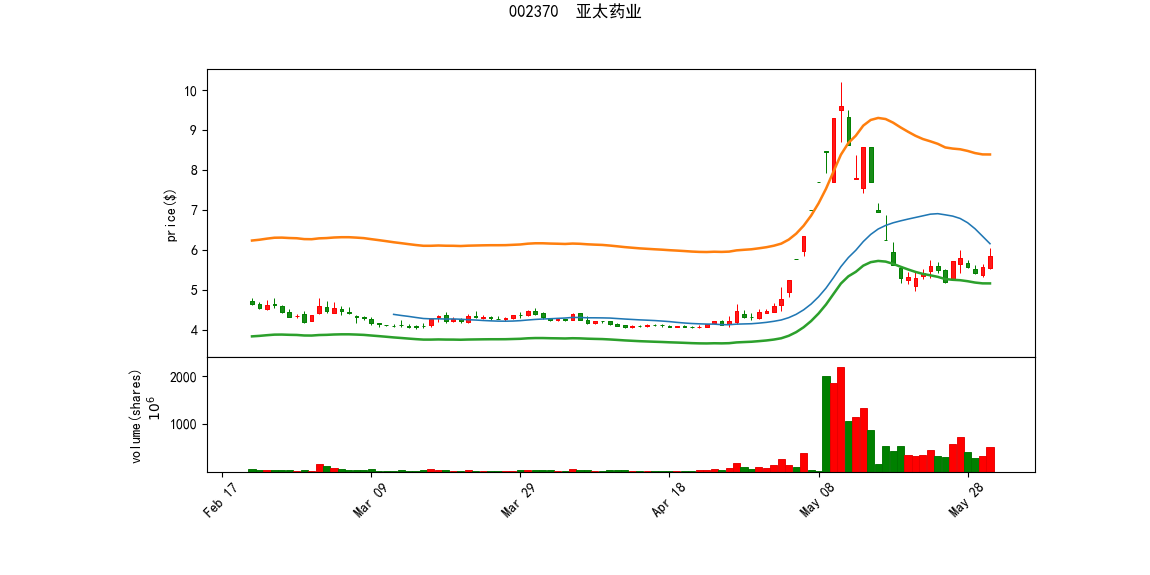 002370  亚太药业
price($)
10
9
8
7
6
5
4
volume(shares)
10^6
2000
1000
Feb 17
Mar 09
Mar 29
Apr 18
May 08
May 28